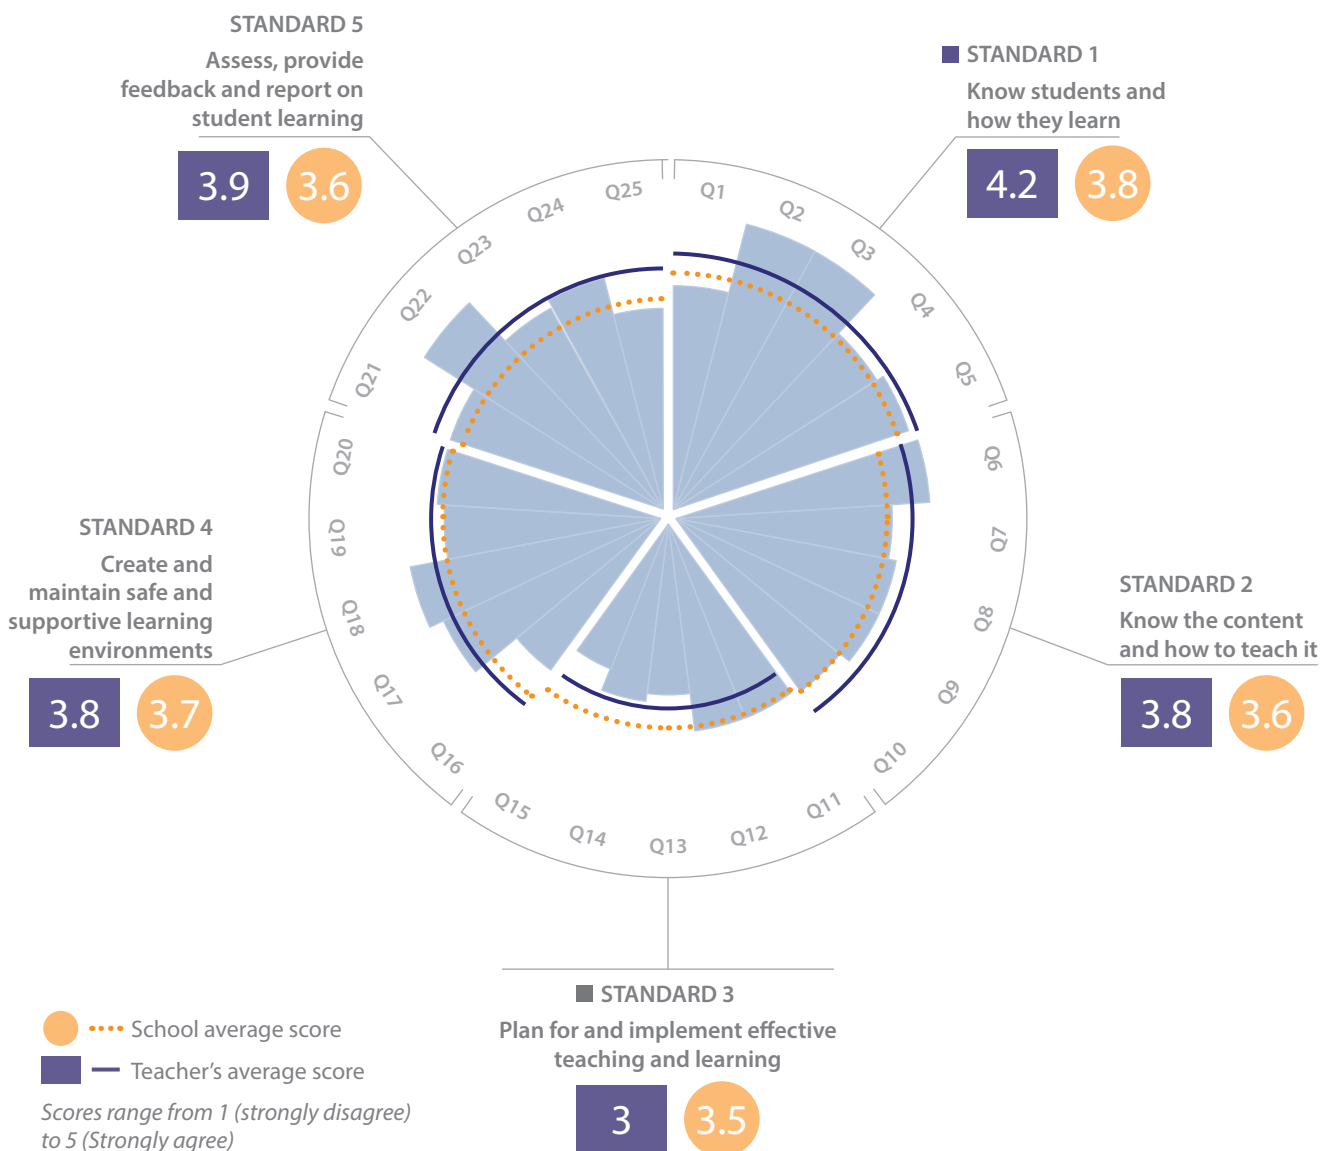 STANDARD 5
Assess, provide
feedback and report on
student learning
3.9
3.6
STANDARD 1
Know students and
how they learn
4.2
3.8
Q1
Q2
Q3
Q4
Q5
Q6
Q7
Q8
Q9
Q10
Q11
Q12
Q13
Q14
Q15
Q16
Q17
Q18
Q19
Q20
Q21
Q22
Q23
Q24
Q25
STANDARD 4
Create and
maintain safe and
supportive learning
environments
3.8
3.7
STANDARD 2
Know the content
and how to teach it
3.8
3.6
STANDARD 3
Plan for and implement effective
teaching and learning
3
3.5
School average score
Teacher's average score
Scores range from 1 (strongly disagree)
to 5 (Strongly agree)